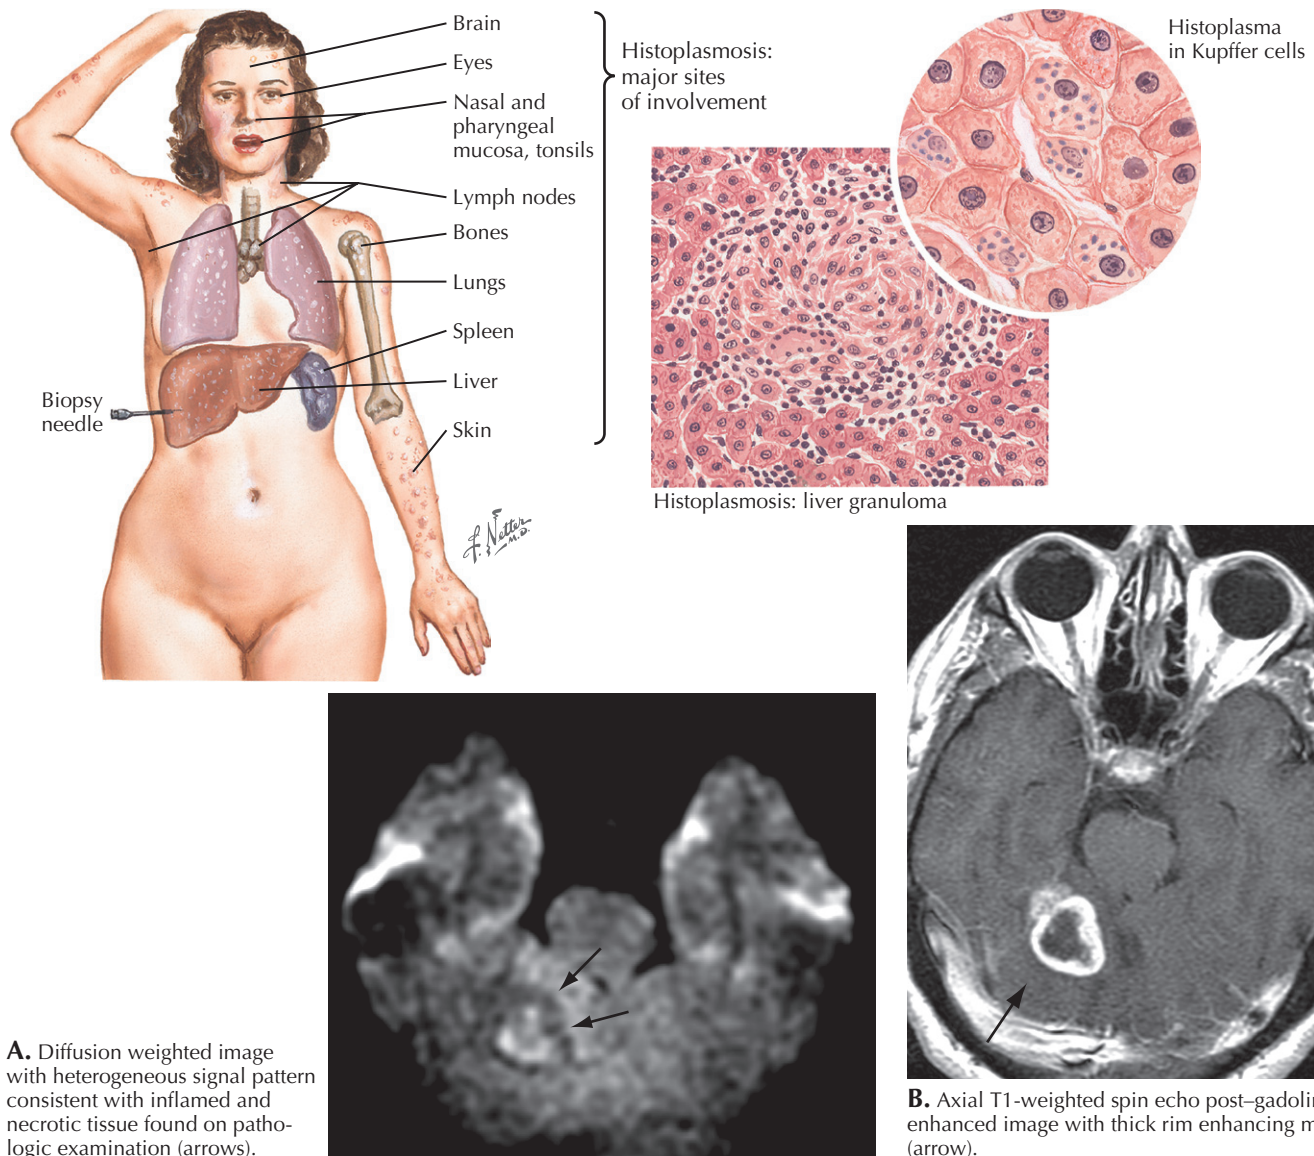 Brain
Eyes
Nasal and
pharyngeal
mucosa, tonsils
Lymph nodes
Bones
Lungs
Spleen
Liver
Skin
Biopsy
needle
Histoplasmosis:
major sites
of involvement
Histoplasma
in Kupffer cells
Histoplasmosis: liver granuloma
F. Netter
M.D.
A. Diffusion weighted image
with heterogeneous signal pattern
consistent with inflamed and
necrotic tissue found on patho-
logic examination (arrows).
B. Axial T1-weighted spin echo post–gadolin
enhanced image with thick rim enhancing m
(arrow).